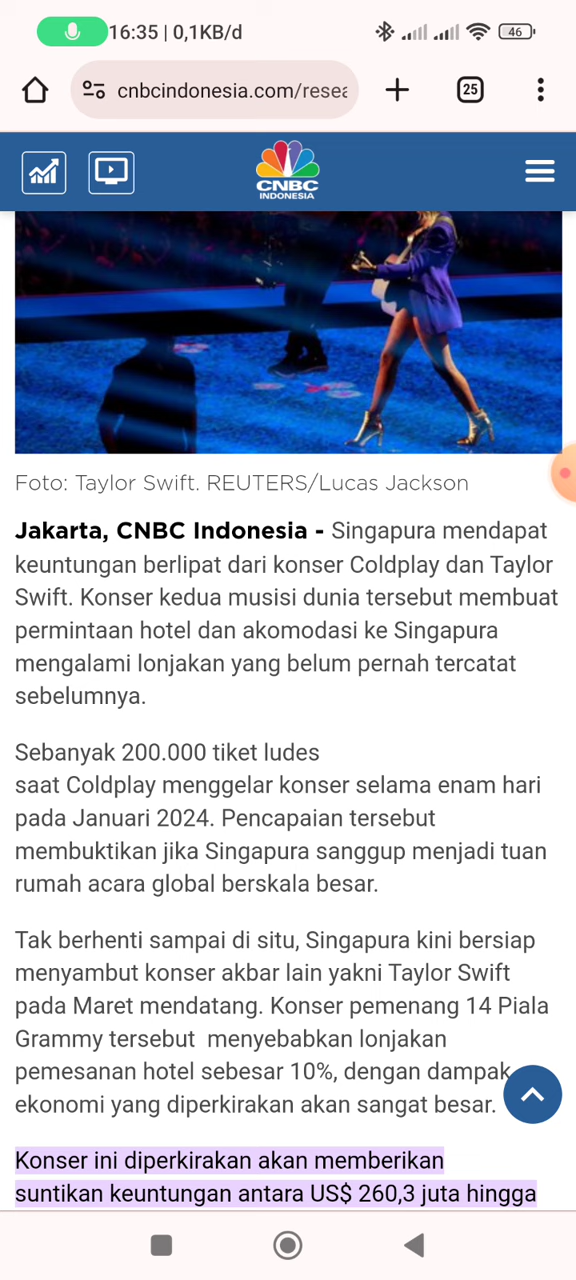 16:35 | 0,1KB/d
46
cnbcindonesia.com/resea
25
CNBC
INDONESIA
Foto: Taylor Swift. REUTERS/Lucas Jackson
Jakarta, CNBC Indonesia - Singapura mendapat
keuntungan berlipat dari konser Coldplay dan Taylor
Swift. Konser kedua musisi dunia tersebut membuat
permintaan hotel dan akomodasi ke Singapura
mengalami lonjakan yang belum pernah tercatat
sebelumnya.
Sebanyak 200.000 tiket ludes
saat Coldplay menggelar konser selama enam hari
pada Januari 2024. Pencapaian tersebut
membuktikan jika Singapura sanggup menjadi tuan
rumah acara global berskala besar.
Tak berhenti sampai di situ, Singapura kini bersiap
menyambut konser akbar lain yakni Taylor Swift
pada Maret mendatang. Konser pemenang 14 Piala
Grammy tersebut menyebabkan lonjakan
pemesanan hotel sebesar 10%, dengan dampak
ekonomi yang diperkirakan akan sangat besar.
Konser ini diperkirakan akan memberikan
suntikan keuntungan antara US$ 260,3 juta hingga